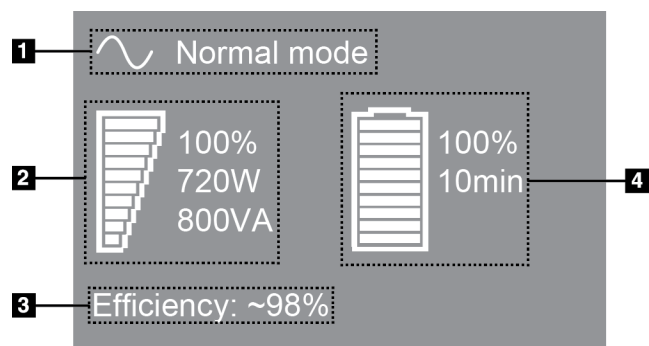 1
Normal mode
2
100%
720W
800VA
100%
10min
4
3
Efficiency: ~98%